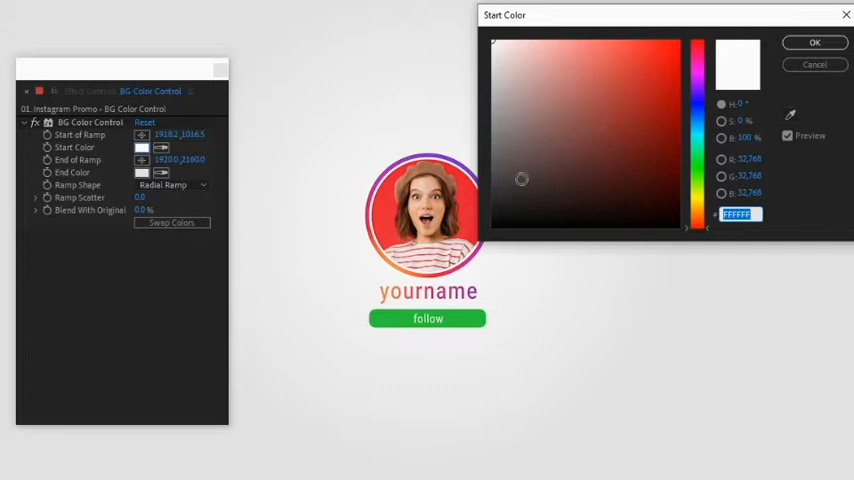 Start Color
OK
Cancel
H: 0 °
S: 0 %
B: 100 %
Preview
R: 32,768
G: 32,768
B: 32,768
# FFFFFF
Effect Controls BG Color Control
01. Instagram Promo - BG Color Control
fx BG Color Control Reset
Start of Ramp 1918.2 ,1016.5
Start Color
End of Ramp 1920.0 ,2160.0
End Color
Ramp Shape Radial Ramp
Ramp Scatter 0.0
Blend With Original 0.0 %
Swap Colors
yourname
follow